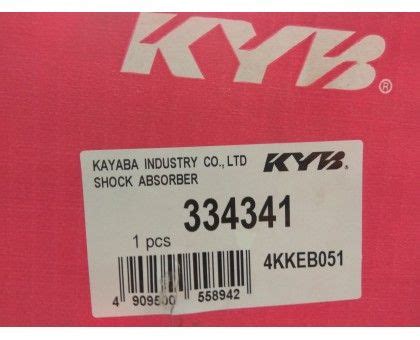 KYB®
KAYABA INDUSTRY CO., LTD KYB®
SHOCK ABSORBER
334341
1 pcs
4KKEB051
4 909500 558942